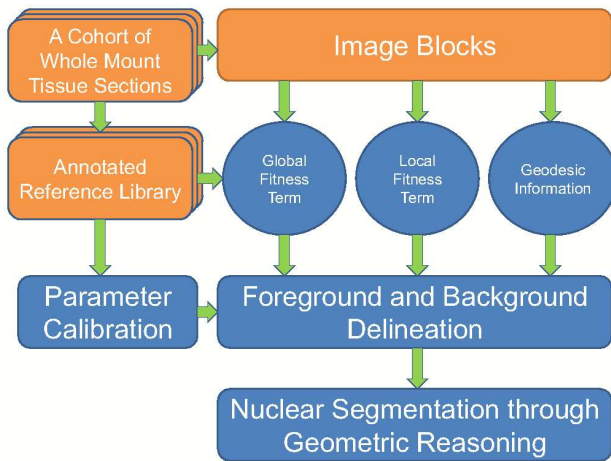 A Cohort of
Whole Mount
Tissue Sections
Image Blocks
Annotated
Reference Library
Global
Fitness
Term
Local
Fitness
Term
Geodesic
Information
Parameter
Calibration
Foreground and Background
Delineation
Nuclear Segmentation through
Geometric Reasoning